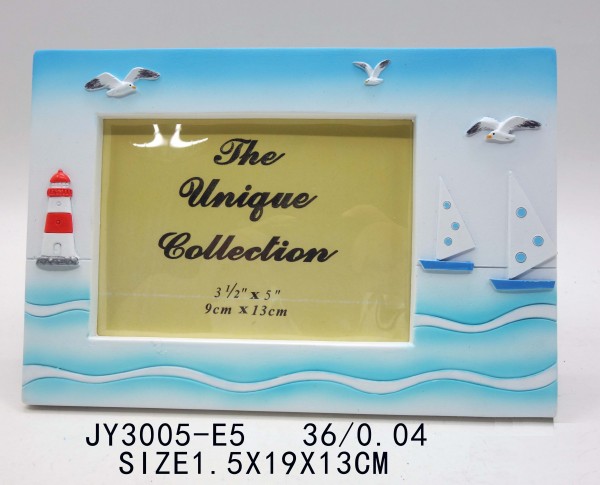 The
Unique
Collection
3 1/2" x 5"
9cm x 13cm
JY3005-E5 36/0.04
SIZE1.5X19X13CM